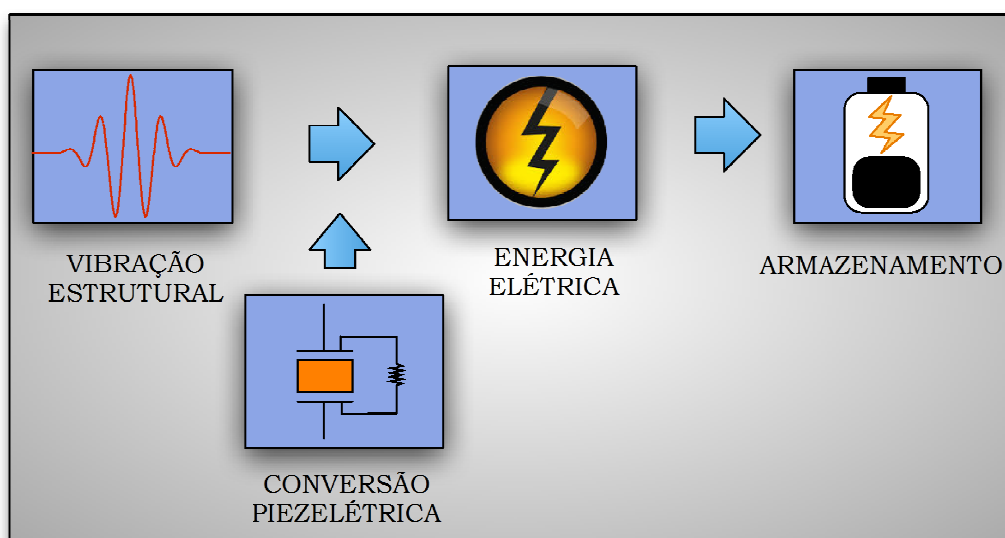 VIBRAÇÃO
ESTRUTURAL
ENERGIA
ELÉTRICA
ARMAZENAMENTO
CONVERSÃO
PIEZELÉTRICA